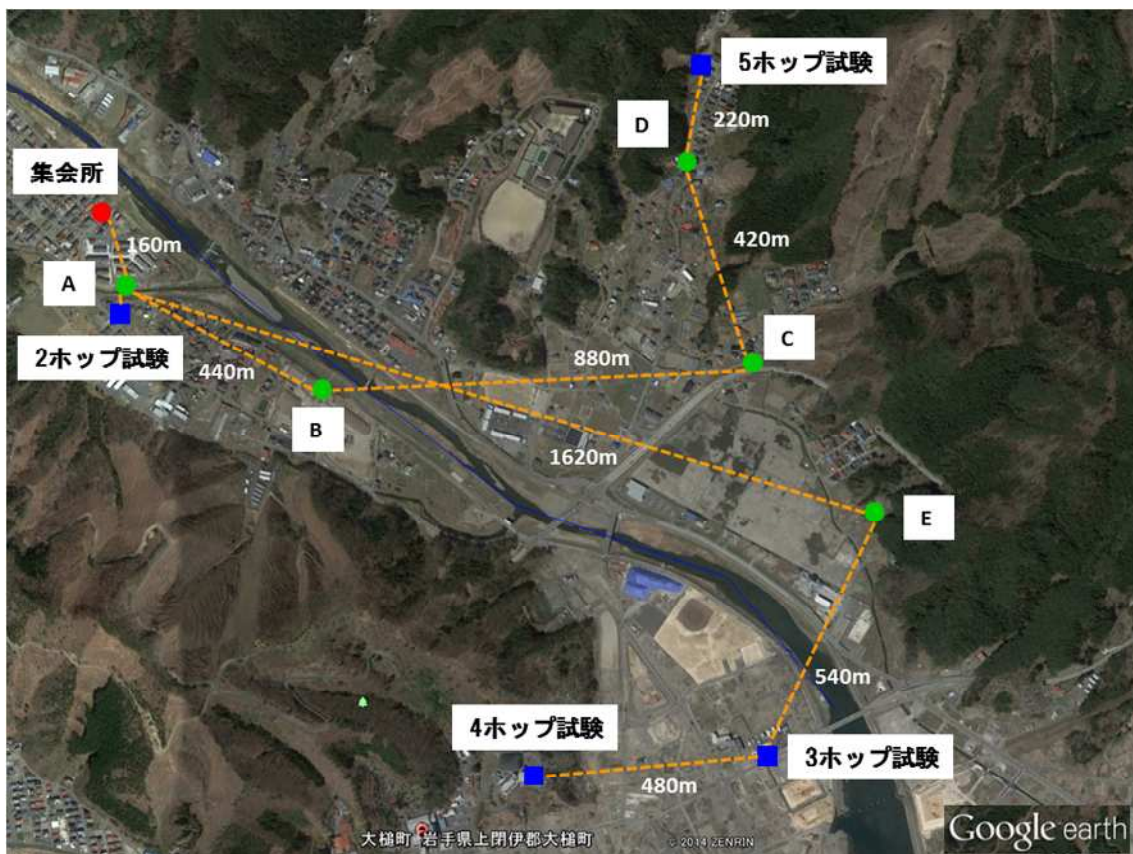 5ホップ試験
D
220m
集会所
160m
420m
A
C
2ホップ試験
440m
880m
B
1620m
E
540m
4ホップ試験
3ホップ試験
480m
大槌町 岩手県上閉伊郡大槌町
© 2014 ZENRIN
Google earth